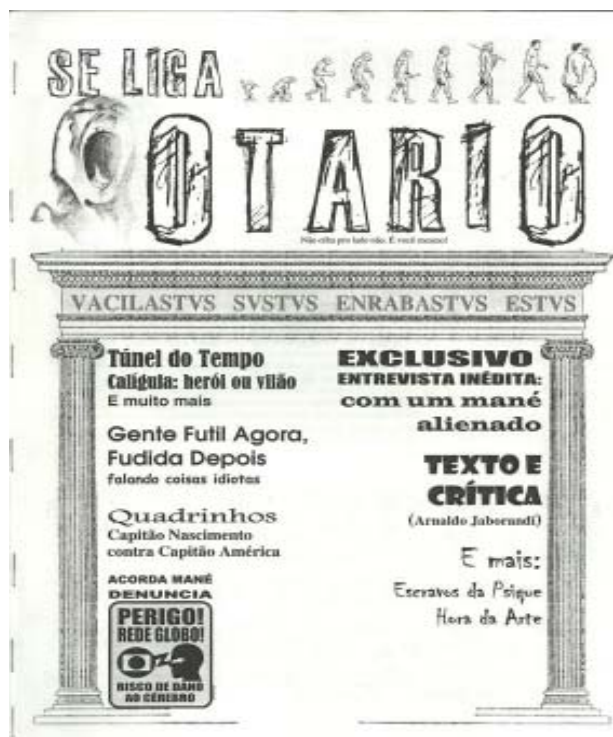 SE LIGA
OTARIO
Não olha pro lado não. É você mesmo!
VACILASTVS SVSTVS ENRABASTVS ESTVS
Túnel do Tempo
Calígula: herói ou vilão
E muito mais
Gente Futil Agora,
Fudida Depois
falando coisas idiotas
Quadrinhos
Capitão Nascimento
contra Capitão América
ACORDA MANÉ
DENUNCIA
PERIGO!
REDE GLOBO!
RISCO DE DANO
AO CÉREBRO
EXCLUSIVO
ENTREVISTA INÉDITA:
com um mané
alienado
TEXTO E
CRÍTICA
(Arnaldo Jaborandi)
E mais:
Escravos da Psique
Hora da Arte